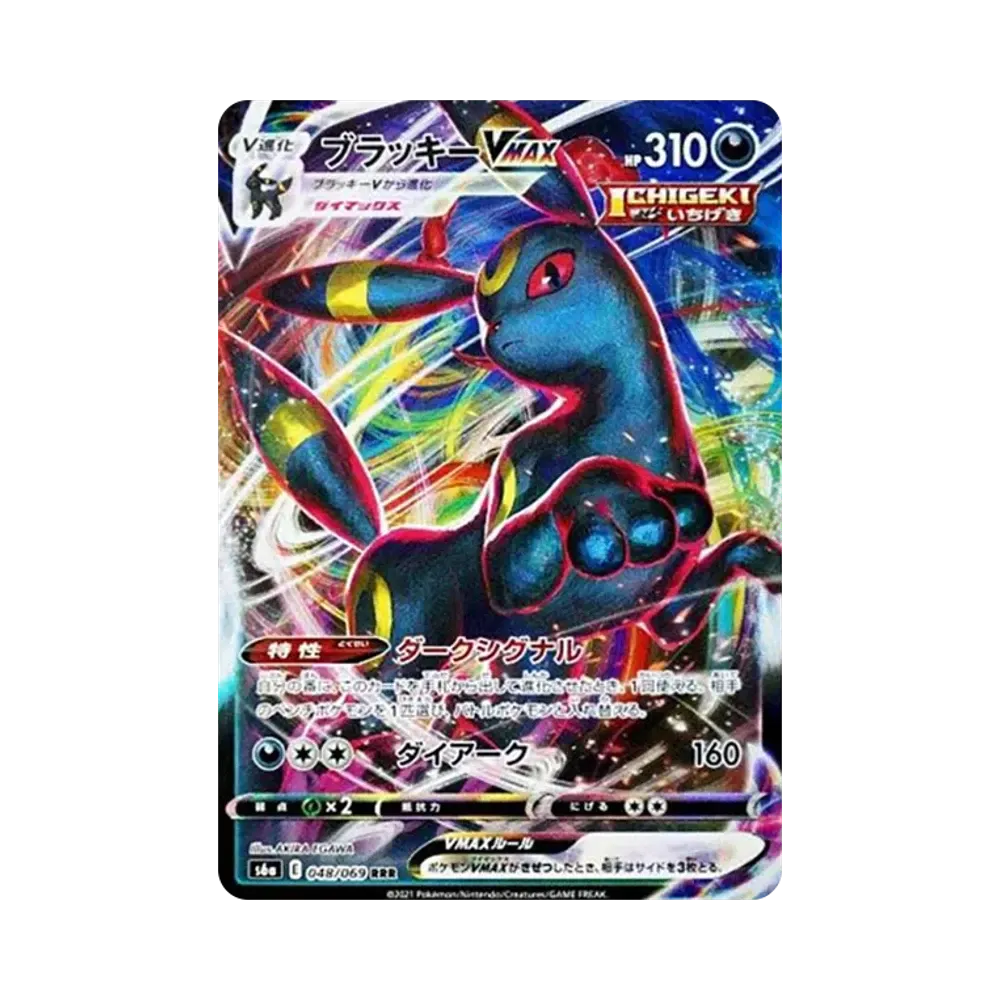 V進化
ブラッキーVMAX
HP 310
ブラッキーVから進化
ダイマックス
ICHIGEKI
いちげき
特性 とくせい ダークシグナル
自分の番に、このカードを手札から出して進化させたとき、1回使える。相手
のベンチポケモンを1匹選び、バトルポケモンと入れ替える。
ダイアーク 160
弱点 ×2 抵抗力 にげる
illus. AKIRA EGAWA
VMAXルール
ポケモンVMAXがきぜつしたとき、相手はサイドを3枚とる。
s6a E 048/069 RRR
©2021 Pokémon/Nintendo/Creatures/GAME FREAK.